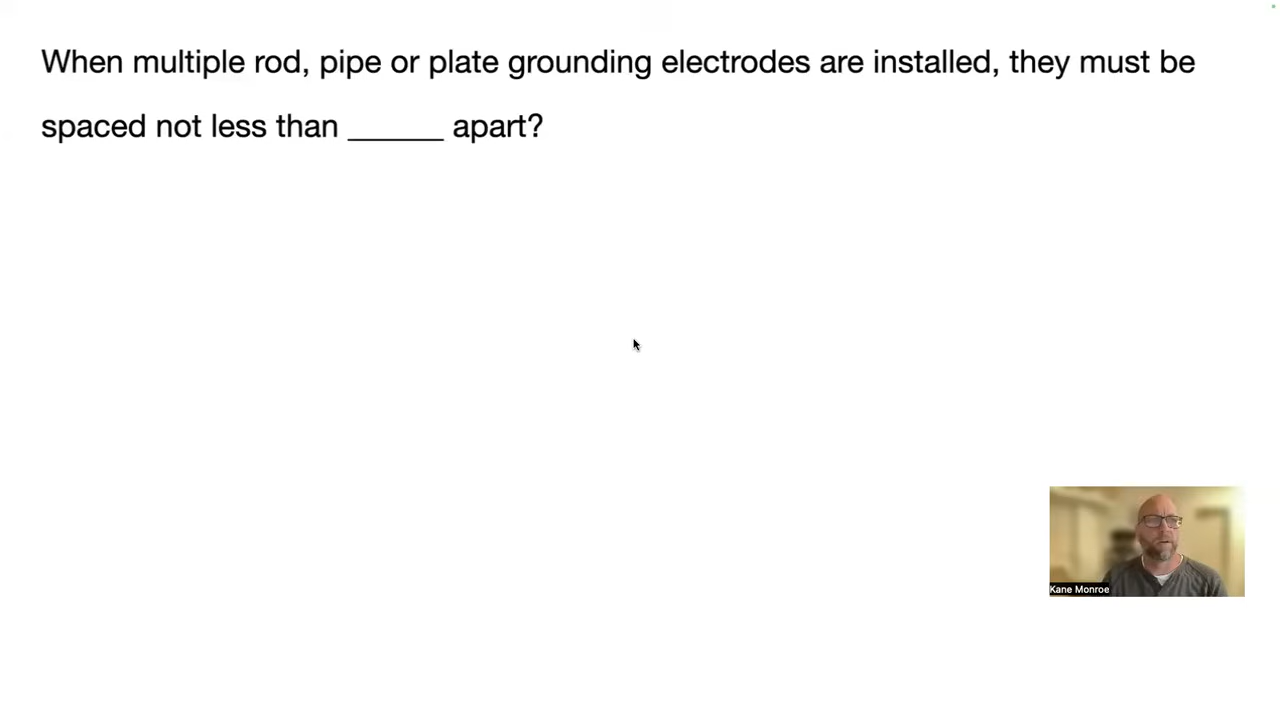 When multiple rod, pipe or plate grounding electrodes are installed, they must be
spaced not less than ______ apart?
Kane Monroe